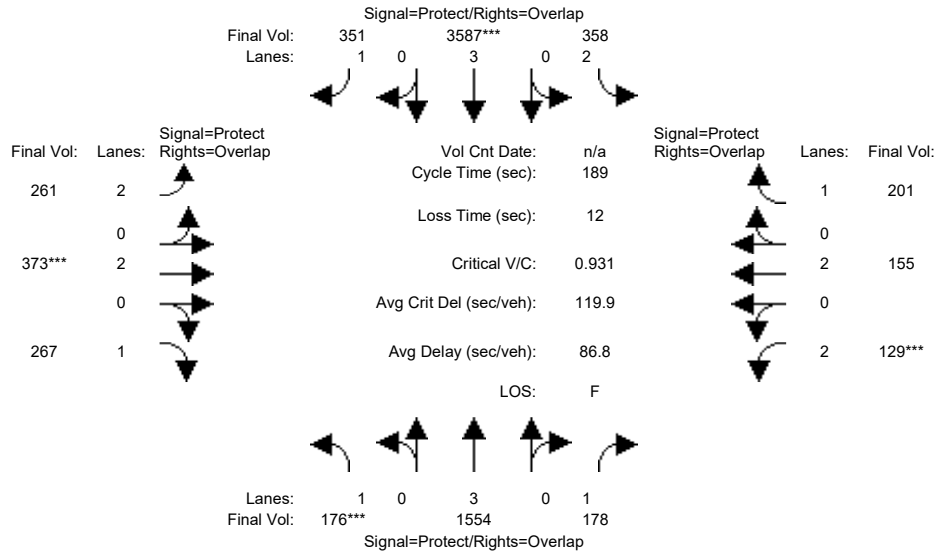 Signal=Protect/Rights=Overlap
Final Vol: 351 3587*** 358
Lanes: 1 0 3 0 2
Signal=Protect Signal=Protect
Final Vol: Lanes: Rights=Overlap Vol Cnt Date: n/a Rights=Overlap Lanes: Final Vol:
Cycle Time (sec): 189
261 2 1 201
Loss Time (sec): 12
0 0
373*** 2 Critical V/C: 0.931 2 155
0 Avg Crit Del (sec/veh): 119.9 0
267 1 Avg Delay (sec/veh): 86.8 2 129***
LOS: F
Lanes: 1 0 3 0 1
Final Vol: 176*** 1554 178
Signal=Protect/Rights=Overlap